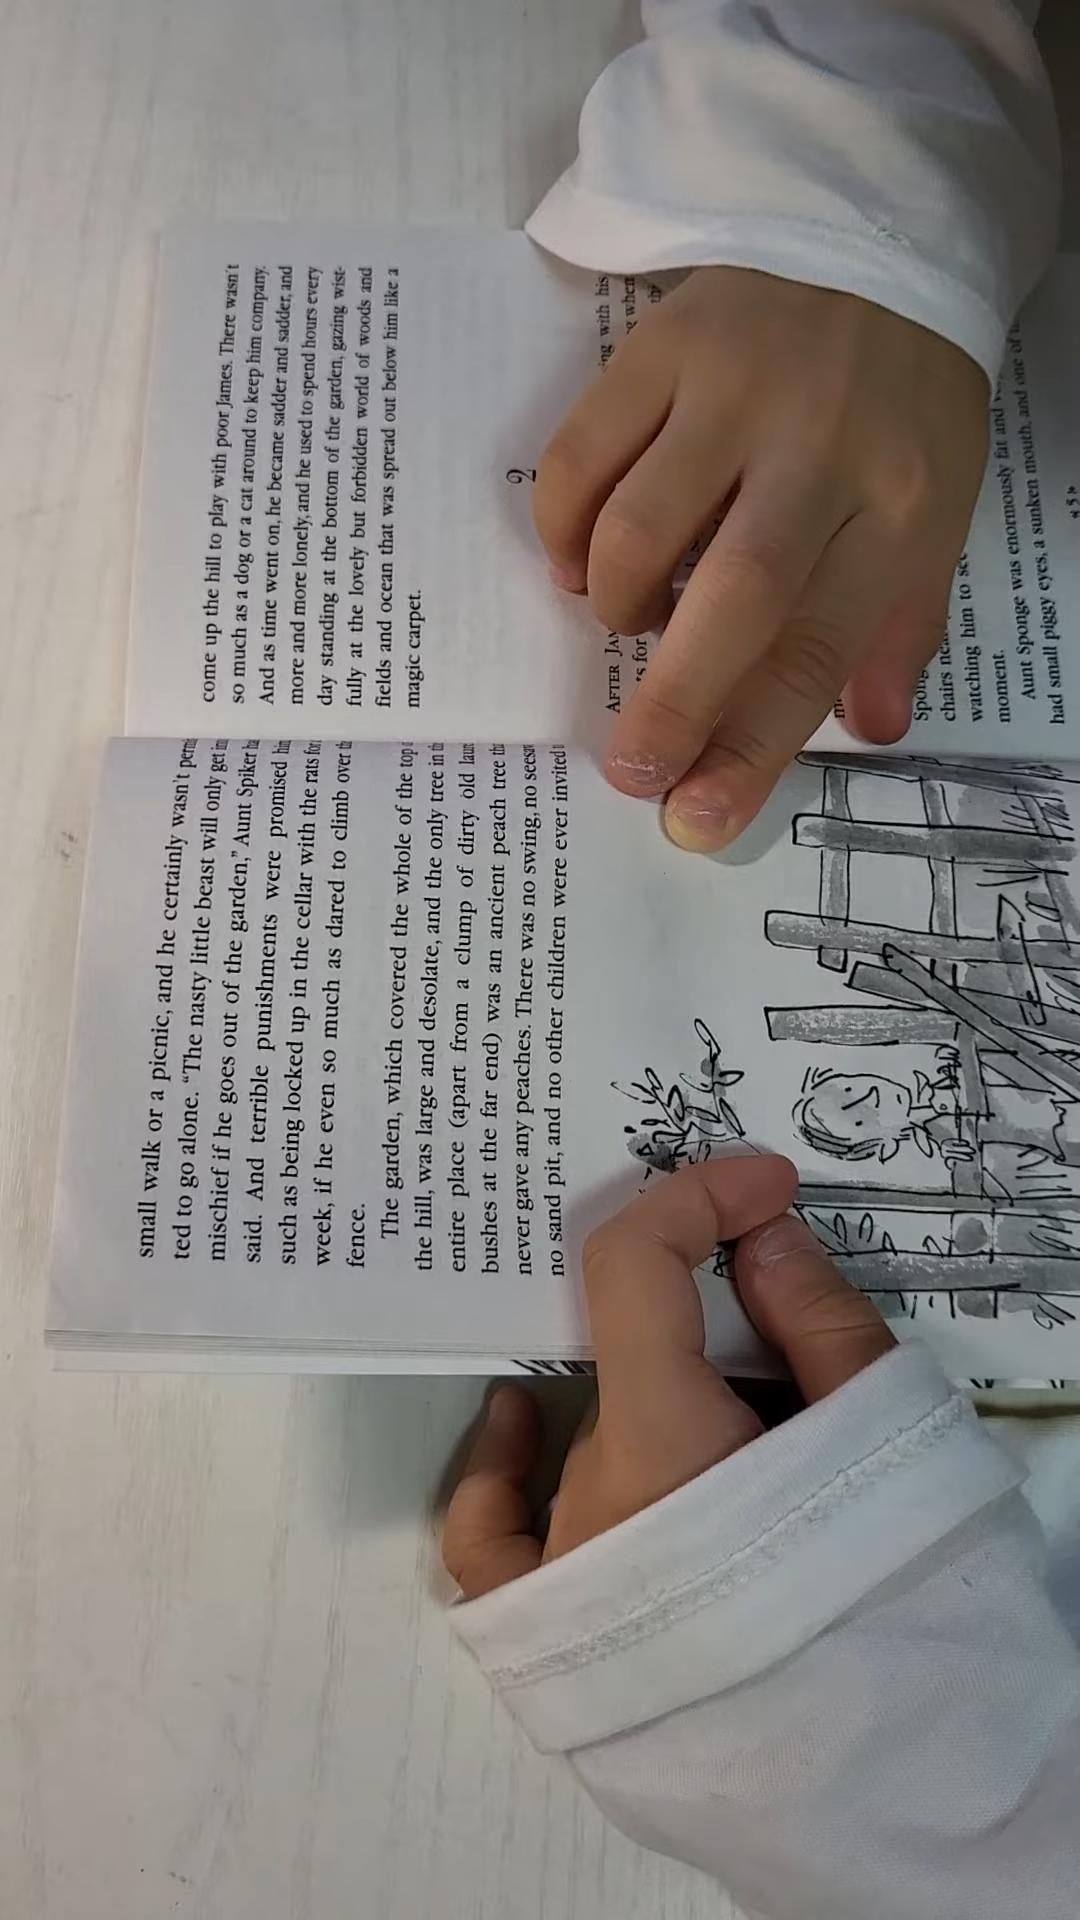 small walk or a picnic, and he certainly wasn't
ted to go alone. “The nasty little beast will only get
mischief if he goes out of the garden,” Aunt Spiker
said. And terrible punishments were promised
such as being locked up in the cellar with the rats for
week, if he even so much as dared to climb over
fence.
The garden, which covered the whole of the top
the hill, was large and desolate, and the only tree in
entire place (apart from a clump of dirty old
bushes at the far end) was an ancient peach tree
never gave any peaches. There was no swing, no
no sand pit, and no other children were ever invited
come up the hill to play with poor James. There wasn't
so much as a dog or a cat around to keep him company.
And as time went on, he became sadder and sadder, and
more and more lonely, and he used to spend hours every
day standing at the bottom of the garden, gazing wist-
fully at the lovely but forbidden world of woods and
fields and ocean that was spread out below him like a
magic carpet.
2
AFTER
with his
when
for
chairs
watching him to
moment.
Aunt Sponge was enormously fat and
had small piggy eyes, a sunken mouth, and one of
5